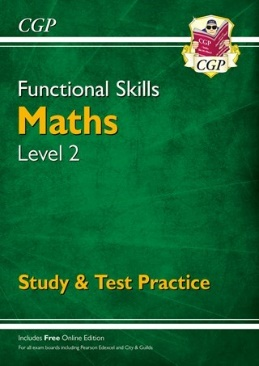 CGP
CGP
CGP
Functional Skills
Maths
Level 2
Study & Test Practice
Includes Free Online Edition
For all exam boards including Pearson Edexcel and City & Guilds